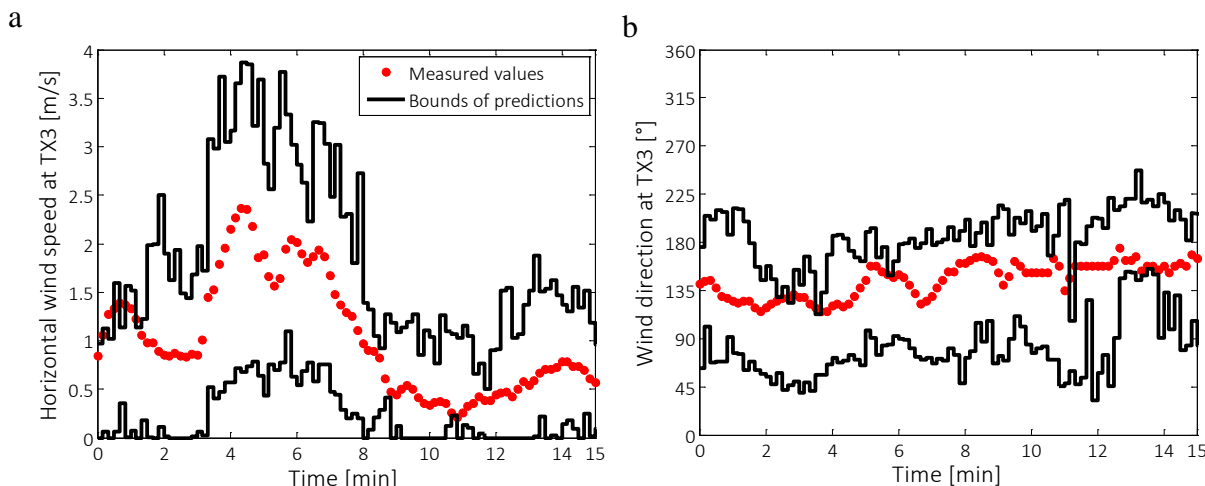 a
Horizontal wind speed at TX3 [m/s]
4
3.5
3
2.5
2
1.5
1
0.5
0
0 2 4 6 8 10 12 14 15
Time [min]
Measured values
Bounds of predictions
b
Wind direction at TX3 [°]
360
315
270
225
180
135
90
45
0
0 2 4 6 8 10 12 14 15
Time [min]